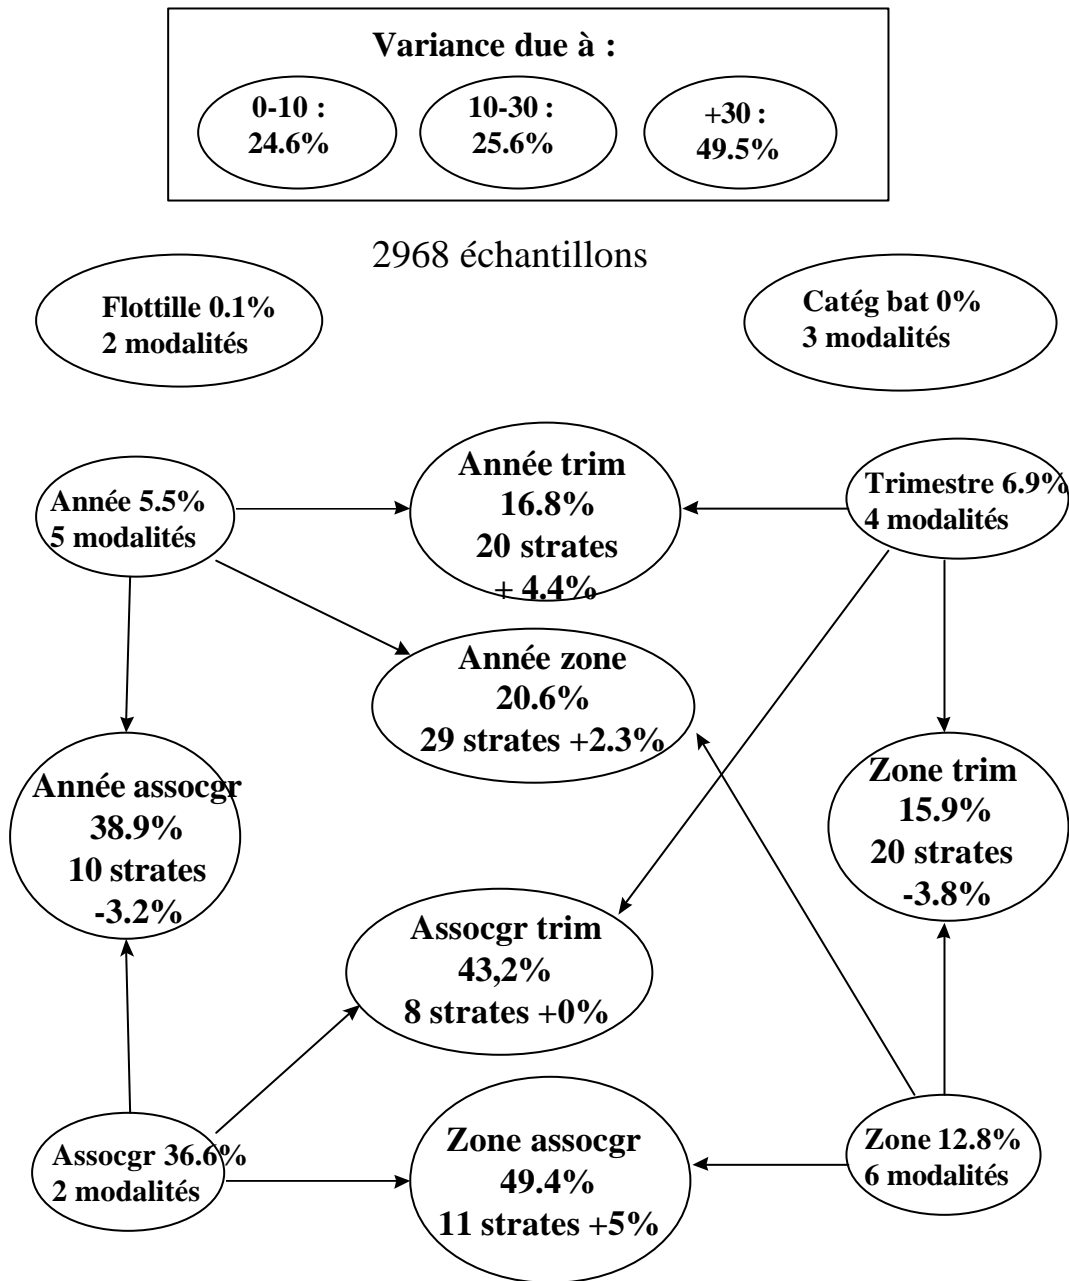 Variance due à :
0-10 :
24.6%
10-30 :
25.6%
+30 :
49.5%
2968 échantillons
Flottille 0.1%
2 modalités
Catég bat 0%
3 modalités
Année trim
16.8%
20 strates
+ 4.4%
Année 5.5%
5 modalités
Trimestre 6.9%
4 modalités
Année zone
20.6%
29 strates +2.3%
Année assocgr
38.9%
10 strates
-3.2%
Zone trim
15.9%
20 strates
-3.8%
Assocgr trim
43,2%
8 strates +0%
Assocgr 36.6%
2 modalités
Zone assocgr
49.4%
11 strates +5%
Zone 12.8%
6 modalités